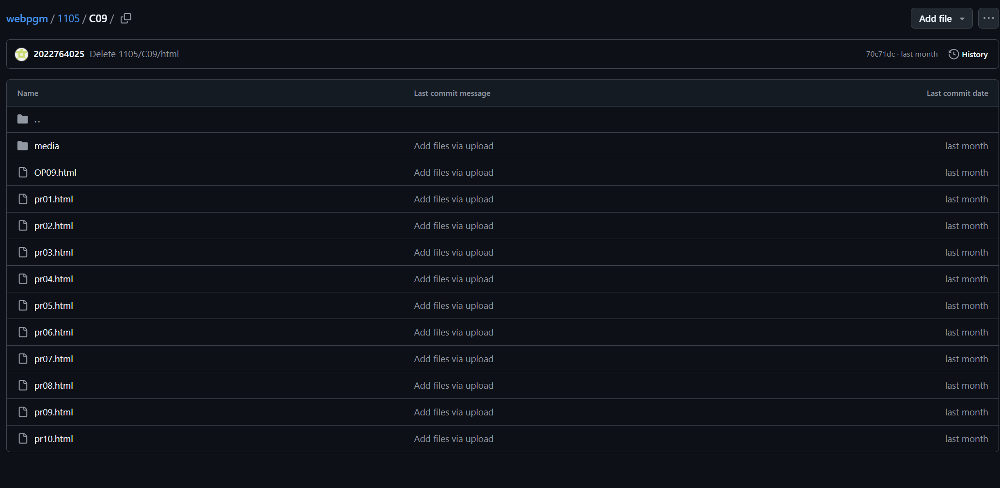 webpgm / 1105 / C09 /
Add file
2022764025 Delete 1105/C09/html
70c71dc · last month History
Name Last commit message Last commit date
..
media Add files via upload last month
OP09.html Add files via upload last month
pr01.html Add files via upload last month
pr02.html Add files via upload last month
pr03.html Add files via upload last month
pr04.html Add files via upload last month
pr05.html Add files via upload last month
pr06.html Add files via upload last month
pr07.html Add files via upload last month
pr08.html Add files via upload last month
pr09.html Add files via upload last month
pr10.html Add files via upload last month